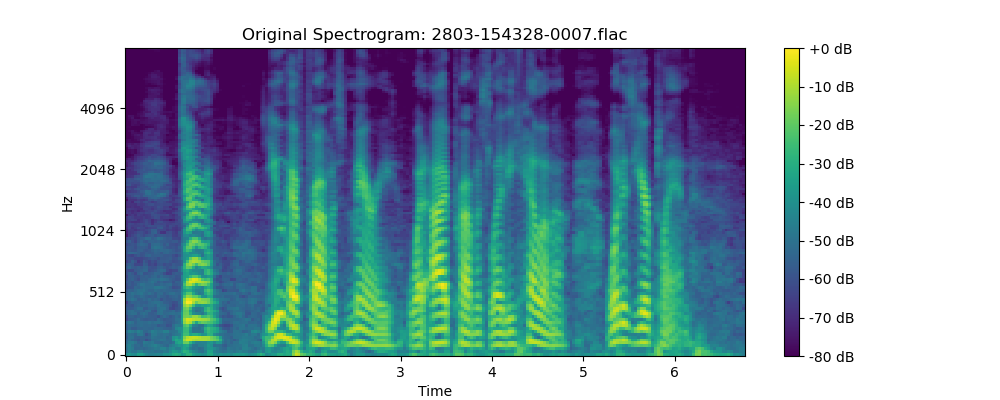 Original Spectrogram: 2803-154328-0007.flac
Hz
4096
2048
1024
512
0
0 1 2 3 4 5 6
Time
+0 dB
-10 dB
-20 dB
-30 dB
-40 dB
-50 dB
-60 dB
-70 dB
-80 dB